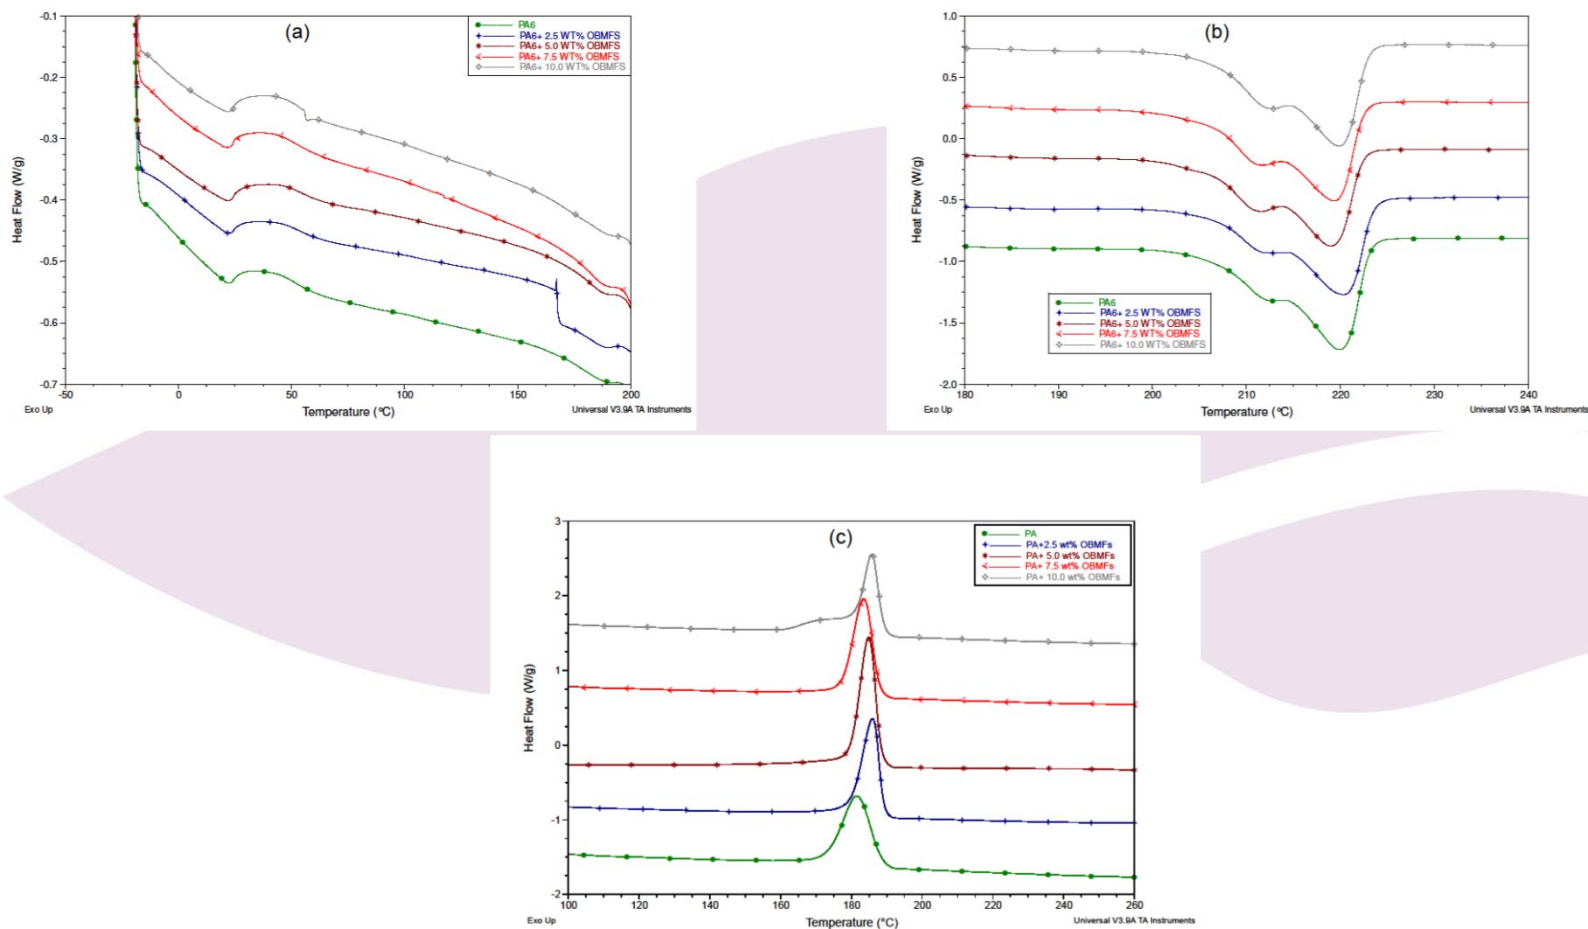 (a)
PA6
PA6+ 2.5 WT% OBMFS
PA6+ 5.0 WT% OBMFS
PA6+ 7.5 WT% OBMFS
PA6+ 10.0 WT% OBMFS
-0.1
-0.2
-0.3
-0.4
-0.5
-0.6
-0.7
Heat Flow (W/g)
-50
0
50
100
150
200
Exo Up
Temperature (°C)
Universal V3.9A TA Instruments
(b)
1.0
0.5
0.0
-0.5
-1.0
-1.5
-2.0
Heat Flow (W/g)
PA6
PA6+ 2.5 WT% OBMFS
PA6+ 5.0 WT% OBMFS
PA6+ 7.5 WT% OBMFS
PA6+ 10.0 WT% OBMFS
180
190
200
210
220
230
240
Exo Up
Temperature (°C)
Universal V3.9A TA Instruments
(c)
PA
PA+2.5 wt% OBMFs
PA+ 5.0 wt% OBMFs
PA+ 7.5 wt% OBMFs
PA+ 10.0 wt% OBMFs
3
2
1
0
-1
-2
Heat Flow (W/g)
100
120
140
160
180
200
220
240
260
Exo Up
Temperature (°C)
Universal V3.9A TA Instruments